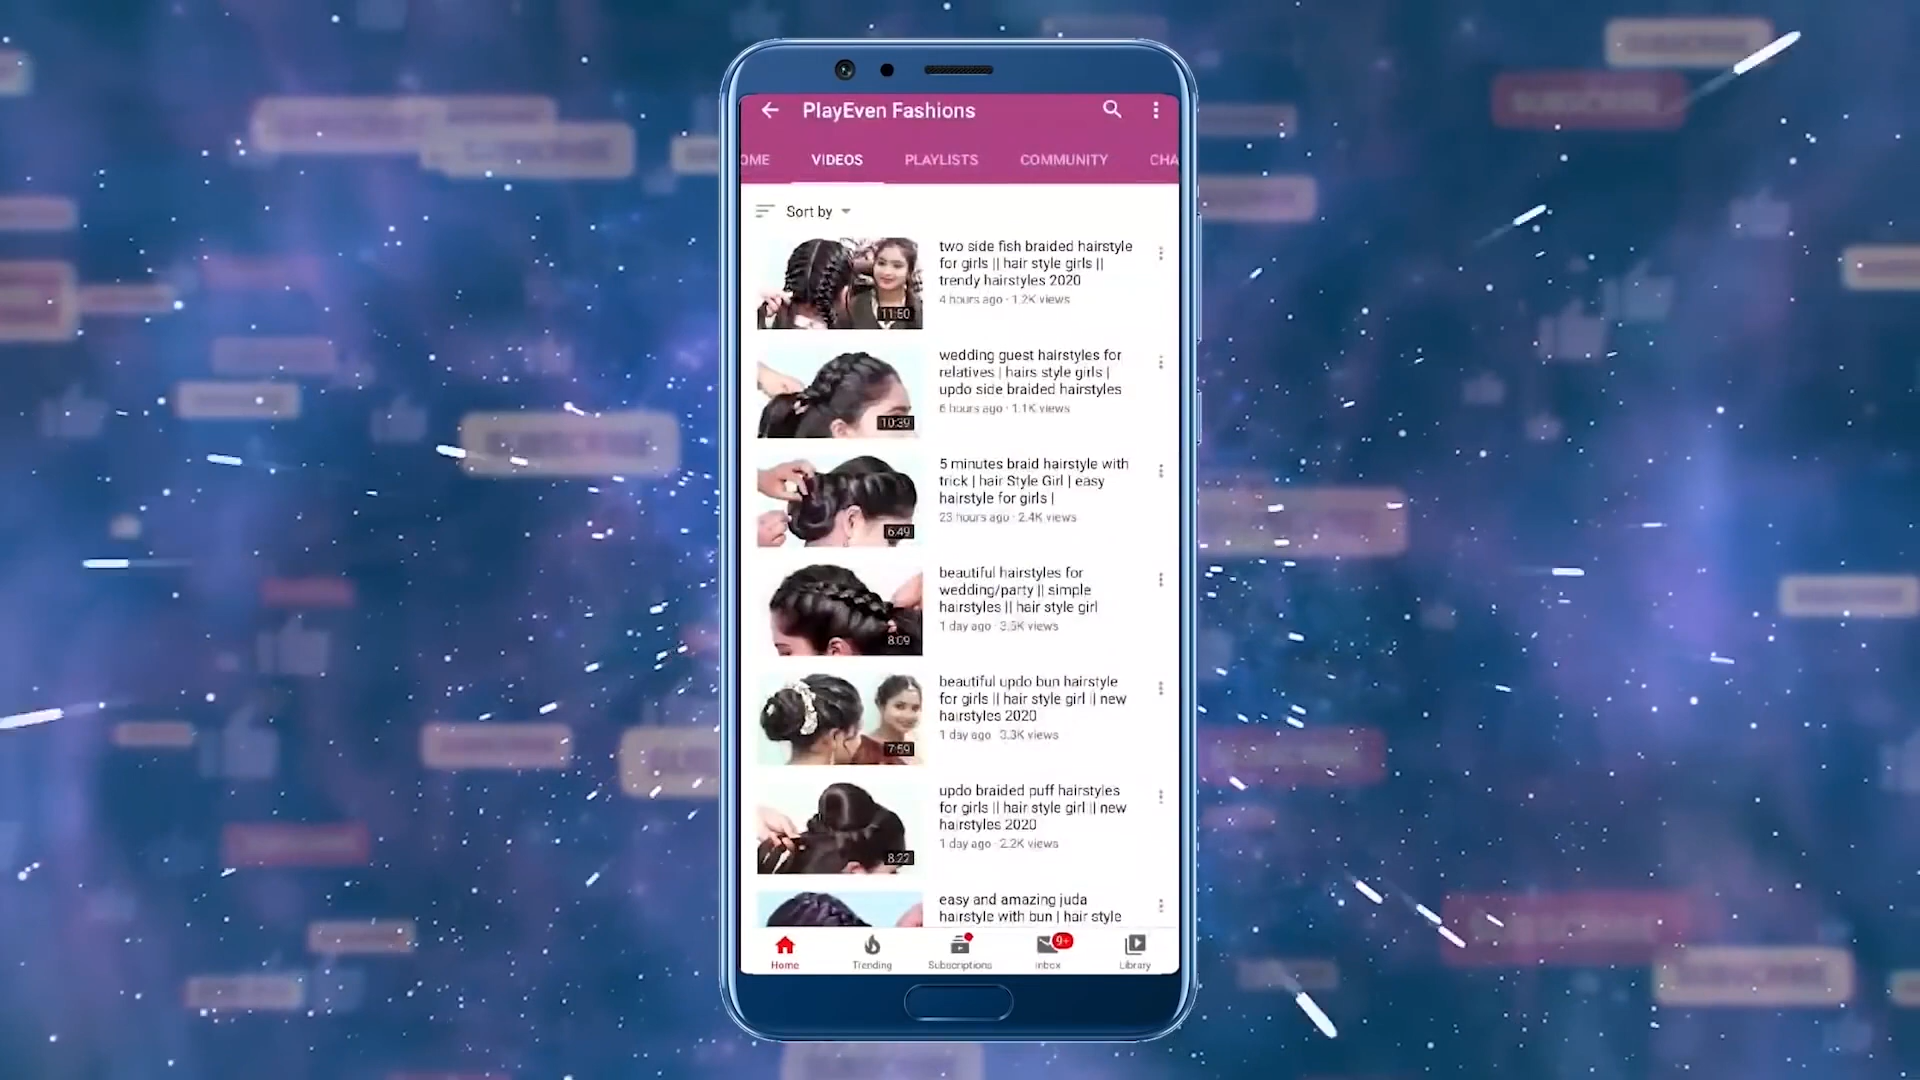 PlayEven Fashions
OME VIDEOS PLAYLISTS COMMUNITY CHA
Sort by
two side fish braided hairstyle
for girls || hair style girls ||
trendy hairstyles 2020
4 hours ago · 1.2K views
11:50
wedding guest hairstyles for
relatives | hairs style girls |
updo side braided hairstyles
6 hours ago · 1.1K views
10:39
5 minutes braid hairstyle with
trick | hair Style Girl | easy
hairstyle for girls |
23 hours ago · 2.4K views
6:49
beautiful hairstyles for
wedding/party || simple
hairstyles || hair style girl
1 day ago · 3.5K views
8:09
beautiful updo bun hairstyle
for girls || hair style girl || new
hairstyles 2020
1 day ago · 3.3K views
7:59
updo braided puff hairstyles
for girls || hair style girl || new
hairstyles 2020
1 day ago · 2.2K views
8:22
easy and amazing juda
hairstyle with bun | hair style
9+
Home Trending Subscriptions Inbox Library